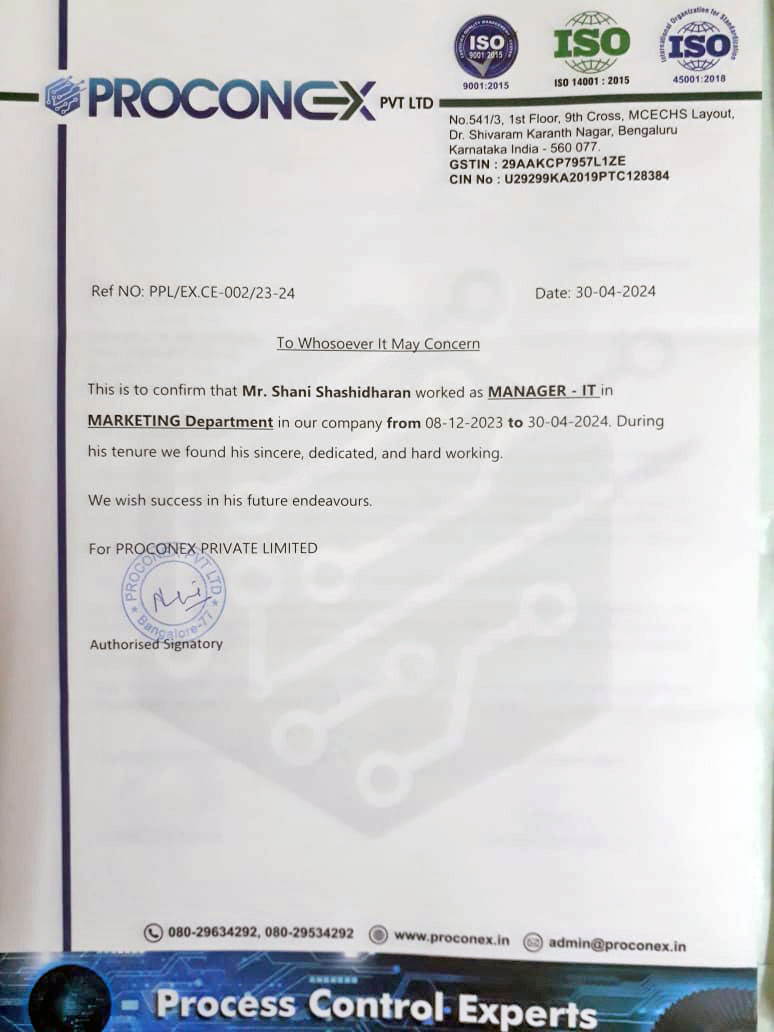 ISO
9001:2015
9001:2015
ISO
ISO 14001 : 2015
International Organization for Standardization
ISO
45001:2018
PROCONEX PVT LTD
No.541/3, 1st Floor, 9th Cross, MCECHS Layout,
Dr. Shivaram Karanth Nagar, Bengaluru
Karnataka India - 560 077.
GSTIN : 29AAKCP7957L1ZE
CIN No : U29299KA2019PTC128384
Ref NO: PPL/EX.CE-002/23-24
Date: 30-04-2024
To Whosoever It May Concern
This is to confirm that Mr. Shani Shashidharan worked as MANAGER - IT in
MARKETING Department in our company from 08-12-2023 to 30-04-2024. During
his tenure we found his sincere, dedicated, and hard working.
We wish success in his future endeavours.
For PROCONEX PRIVATE LIMITED
PROCONEX PVT LTD
Bangalore-77
Authorised Signatory
080-29634292, 080-29534292
www.proconex.in
admin@proconex.in
Process Control Experts